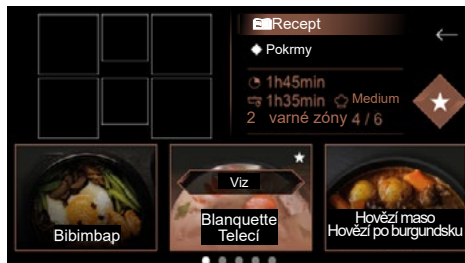 Recept
Pokrmy
1h45min
1h35min Medium
2 varné zóny 4 / 6
Viz
Bibimbap
Blanquette
Telecí
Hovězí maso
Hovězí po burgundsku